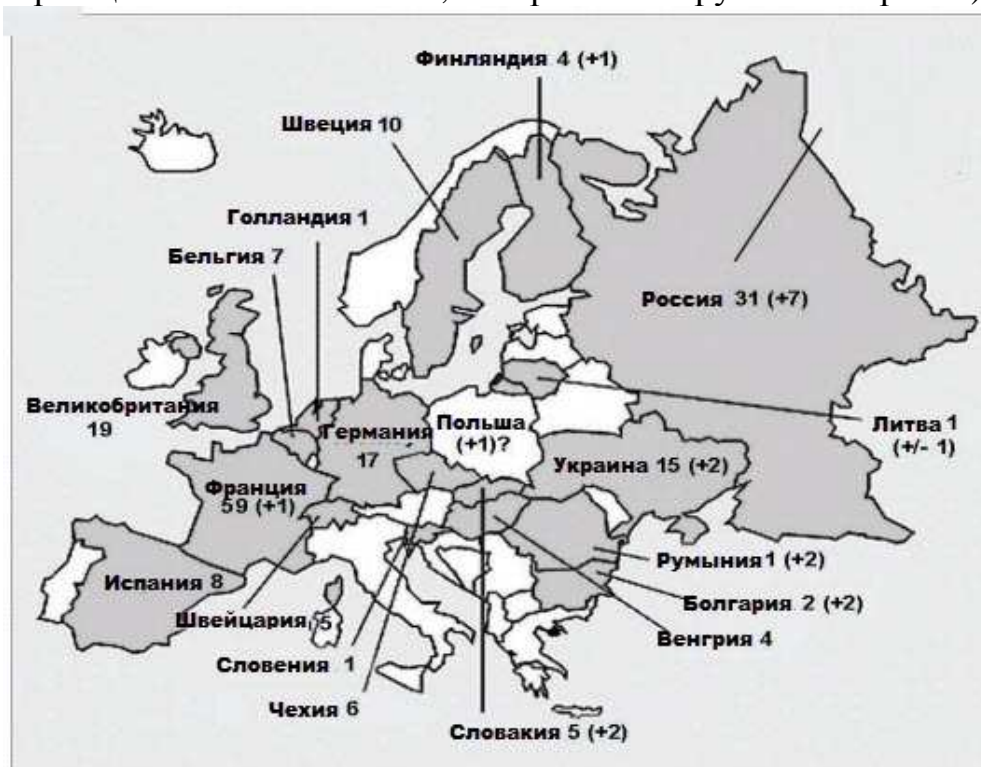 Финляндия 4 (+1)
Швеция 10
Голландия 1
Бельгия 7
Россия 31 (+7)
Великобритания
19
Германия
17
Польша
(+1)?
Литва 1
(+/- 1)
Украина 15 (+2)
Франция
59 (+1)
Румыния 1 (+2)
Испания 8
Болгария 2 (+2)
Швейцария 5
Венгрия 4
Словения 1
Чехия 6
Словакия 5 (+2)